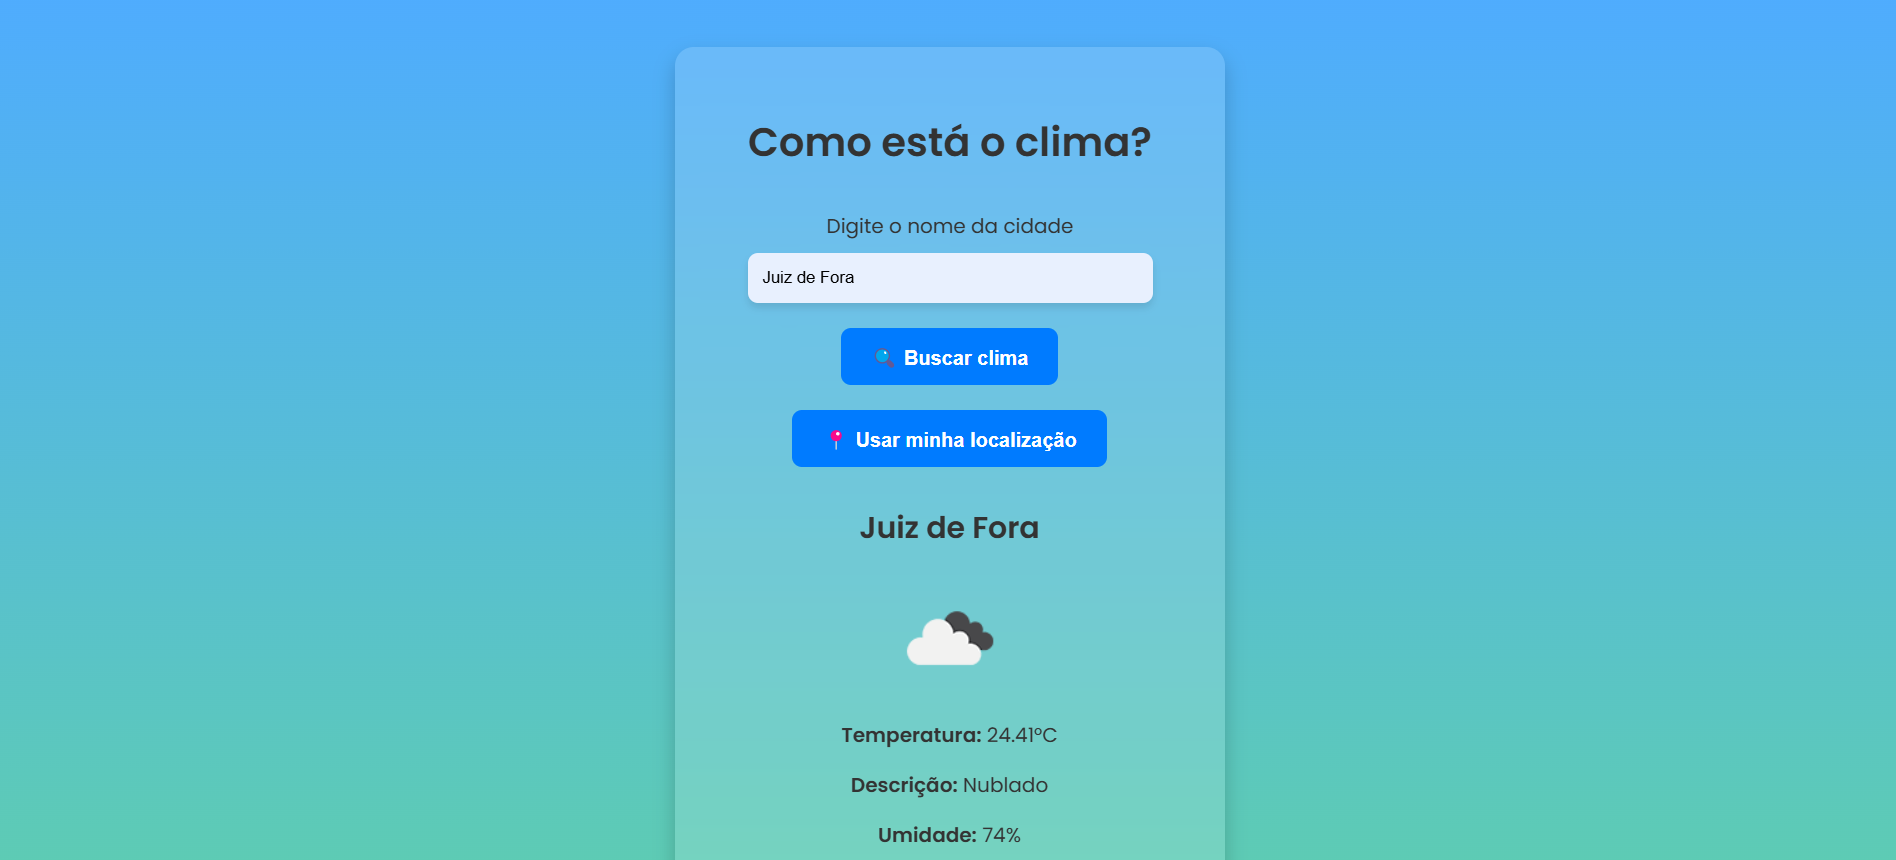 Como está o clima?
Digite o nome da cidade
Juiz de Fora
Buscar clima
Usar minha localização
Juiz de Fora
Temperatura: 24.41°C
Descrição: Nublado
Umidade: 74%